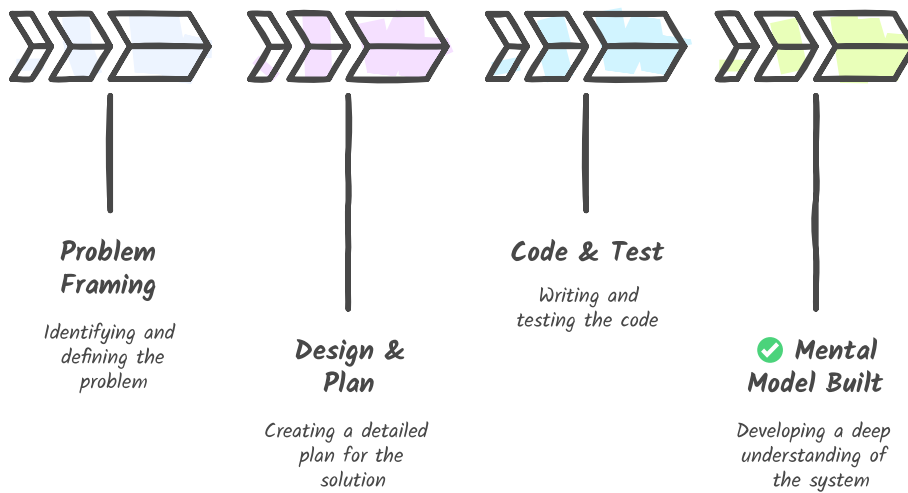 Problem
Framing
Identifying and
defining the
problem
Design &
Plan
Creating a detailed
plan for the
solution
Code & Test
Writing and
testing the code
✅ Mental
Model Built
Developing a deep
understanding of
the system